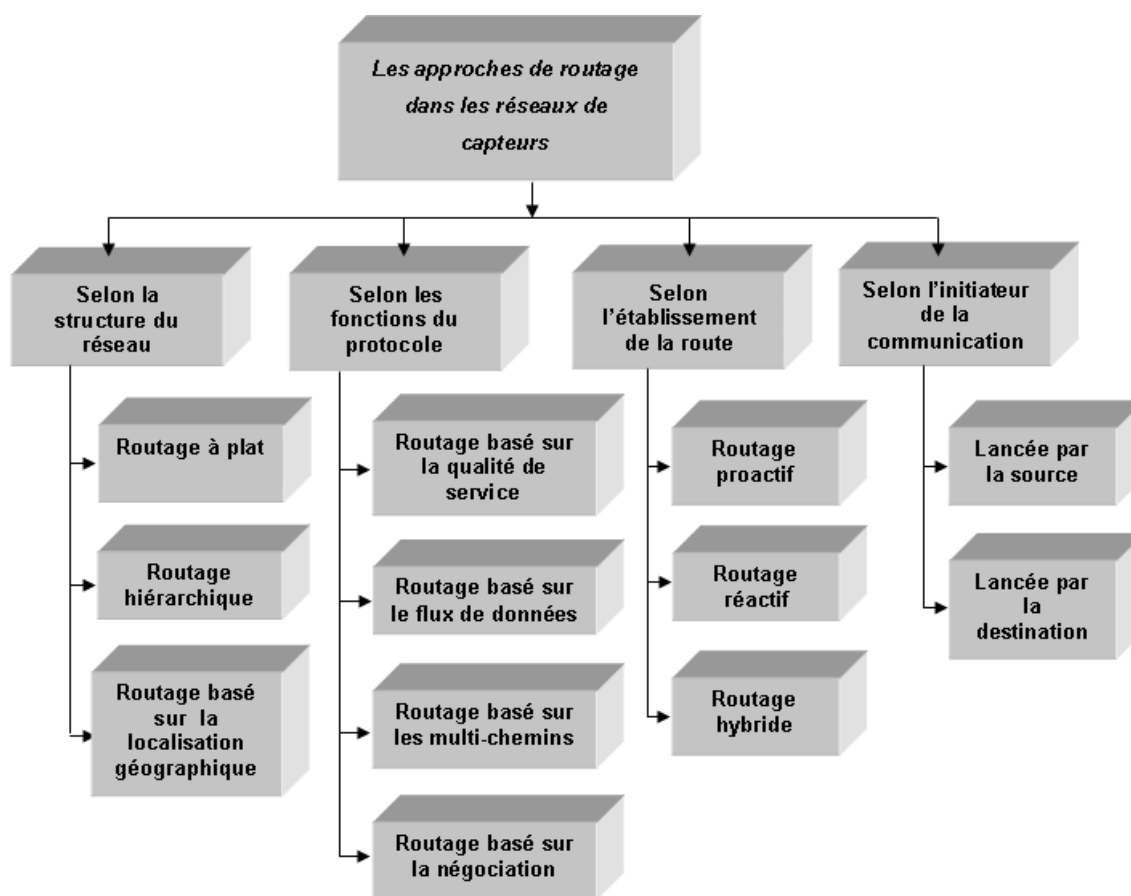 Les approches de routage
dans les réseaux de
capteurs
Selon la
structure du
réseau
Selon les
fonctions du
protocole
Selon
l'établissement
de la route
Selon l'initiateur
de la
communication
Routage à plat
Routage
hiérarchique
Routage basé
sur la
localisation
géographique
Routage basé sur
la qualité de
service
Routage basé sur
le flux de données
Routage basé sur
les multi-chemins
Routage basé sur
la négociation
Routage
proactif
Routage
réactif
Routage
hybride
Lancée par
la source
Lancée par
la
destination